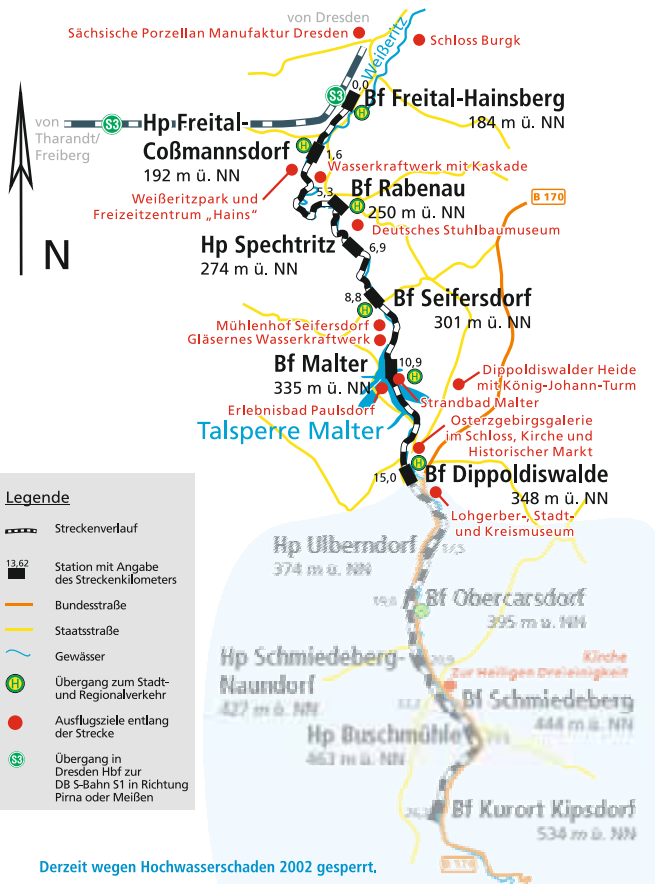 von Dresden
Sächsische Porzellan Manufaktur Dresden
Schloss Burgk
Weißeritz
S3
0,0
Bf Freital-Hainsberg
184 m ü. NN
H
von
Tharandt/
Freiberg
S3
Hp Freital-
Coßmannsdorf
192 m ü. NN
H
1,6
Wasserkraftwerk mit Kaskade
Weißeritzpark und
Freizeitzentrum „Hains“
5,3
Bf Rabenau
250 m ü. NN
H
B 170
Deutsches Stuhlbaumuseum
N
Hp Spechtritz
274 m ü. NN
6,9
8,8
Bf Seifersdorf
301 m ü. NN
H
Mühlenhof Seifersdorf
Gläsernes Wasserkraftwerk
Bf Malter
335 m ü. NN
10,9
H
Dippoldiswalder Heide
mit König-Johann-Turm
Erlebnisbad Paulsdorf
Strandbad Malter
Talsperre Malter
Osterzgebirgsgalerie
im Schloss, Kirche und
Historischer Markt
H
15,0
Bf Dippoldiswalde
348 m ü. NN
Lohgerber-, Stadt-
und Kreismuseum
Legende
Streckenverlauf
13,62
Station mit Angabe
des Streckenkilometers
Bundesstraße
Staatsstraße
Gewässer
H
Übergang zum Stadt-
und Regionalverkehr
Ausflugsziele entlang
der Strecke
S3
Übergang in
Dresden Hbf zur
DB S-Bahn S1 in Richtung
Pirna oder Meißen
Hp Ulberndorf
374 m ü. NN
17,5
Bf Obercarsdorf
395 m ü. NN
Hp Schmiedeberg-
Naundorf
427 m ü. NN
Kirche
Zur Heiligen Dreieinigkeit
Bf Schmiedeberg
444 m ü. NN
Hp Buschmühle
463 m ü. NN
Bf Kurort Kipsdorf
534 m ü. NN
B 170
Derzeit wegen Hochwasserschaden 2002 gesperrt.